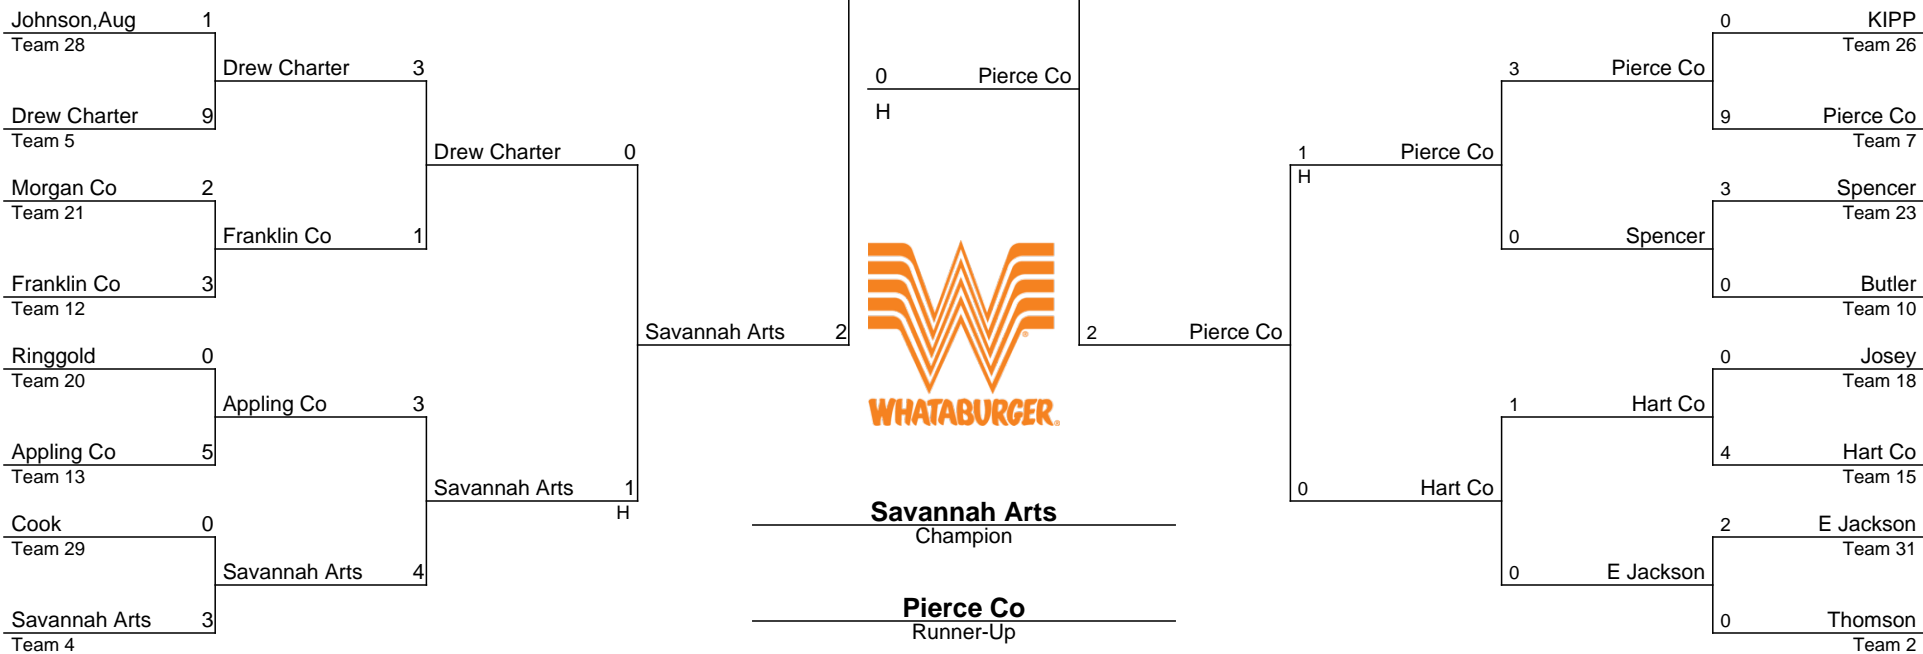 Johnson,Aug 1
Team 28
Drew Charter 3
Drew Charter 9
Team 5
Drew Charter 0
Morgan Co 2
Team 21
Franklin Co 1
Franklin Co 3
Team 12
Savannah Arts 2
Ringgold 0
Team 20
Appling Co 3
Appling Co 5
Team 13
Savannah Arts 1
H
Cook 0
Team 29
Savannah Arts 4
Savannah Arts 3
Team 4
0 Pierce Co
H
WHATABURGER
Savannah Arts
Champion
Pierce Co
Runner-Up
0 KIPP
Team 26
3 Pierce Co
9 Pierce Co
Team 7
1 Pierce Co
H
3 Spencer
Team 23
0 Spencer
0 Butler
Team 10
2 Pierce Co
0 Josey
Team 18
1 Hart Co
4 Hart Co
Team 15
0 Hart Co
2 E Jackson
Team 31
0 E Jackson
0 Thomson
Team 2